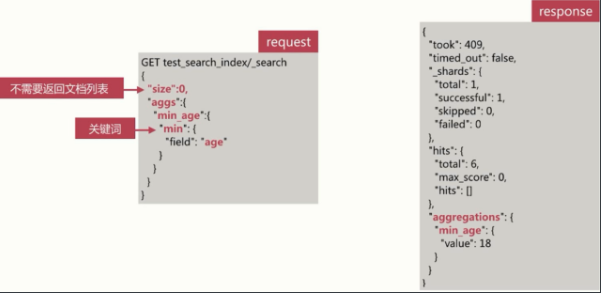 request
GET test_search_index/_search
{
不需要返回文档列表
"size":0,
"aggs":{
"min_age":{
关键词
"min": {
"field": "age"
}
}
}
}
response
{
"took": 409,
"timed_out": false,
"_shards": {
"total": 1,
"successful": 1,
"skipped": 0,
"failed": 0
},
"hits": {
"total": 6,
"max_score": 0,
"hits": []
},
"aggregations": {
"min_age": {
"value": 18
}
}
}